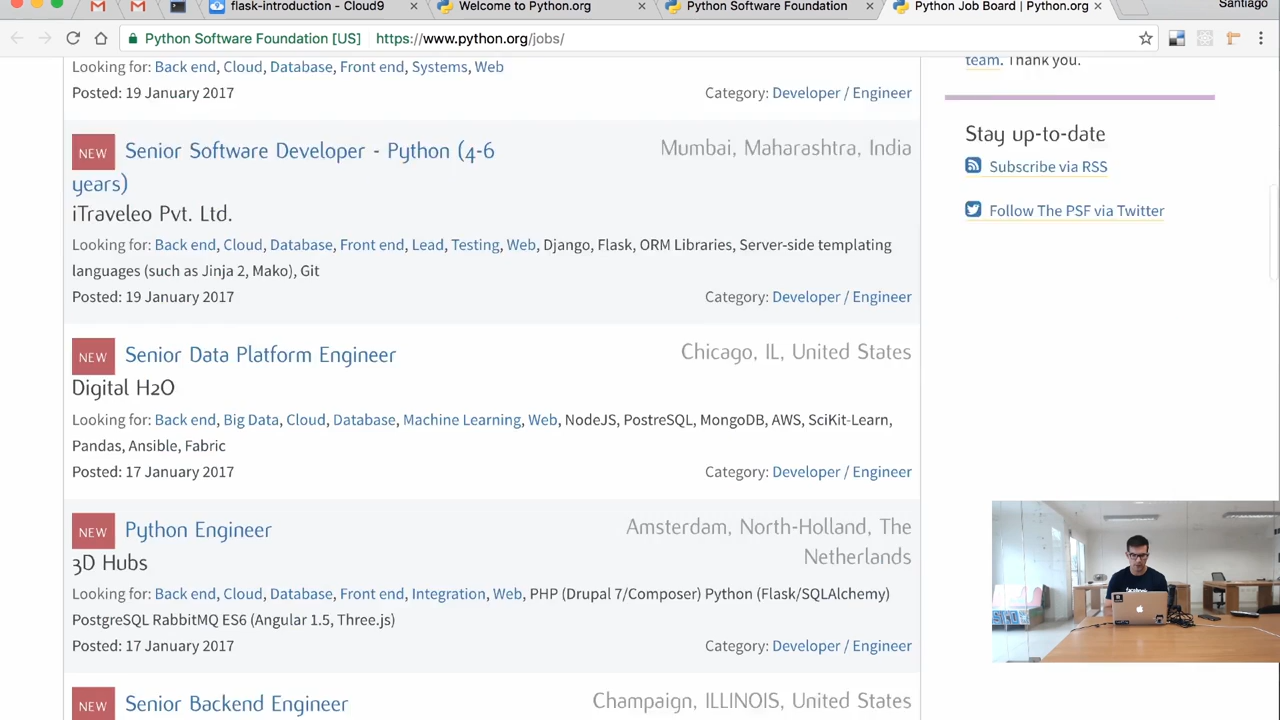 flask-introduction - Cloud9
Welcome to Python.org
Python Software Foundation
Python Job Board | Python.org
Santiago
Python Software Foundation [US]
https://www.python.org/jobs/
Looking for: Back end, Cloud, Database, Front end, Systems, Web
Posted: 19 January 2017
Category: Developer / Engineer
NEW Senior Software Developer - Python (4-6
years)
Mumbai, Maharashtra, India
iTraveleo Pvt. Ltd.
Looking for: Back end, Cloud, Database, Front end, Lead, Testing, Web, Django, Flask, ORM Libraries, Server-side templating
languages (such as Jinja 2, Mako), Git
Posted: 19 January 2017
Category: Developer / Engineer
NEW Senior Data Platform Engineer
Chicago, IL, United States
Digital H2O
Looking for: Back end, Big Data, Cloud, Database, Machine Learning, Web, NodeJS, PostreSQL, MongoDB, AWS, SciKit-Learn,
Pandas, Ansible, Fabric
Posted: 17 January 2017
Category: Developer / Engineer
NEW Python Engineer
Amsterdam, North-Holland, The
Netherlands
3D Hubs
Looking for: Back end, Cloud, Database, Front end, Integration, Web, PHP (Drupal 7/Composer) Python (Flask/SQLAlchemy)
PostgreSQL RabbitMQ ES6 (Angular 1.5, Three.js)
Posted: 17 January 2017
Category: Developer / Engineer
NEW Senior Backend Engineer
Champaign, ILLINOIS, United States
team. Thank you.
Stay up-to-date
Subscribe via RSS
Follow The PSF via Twitter